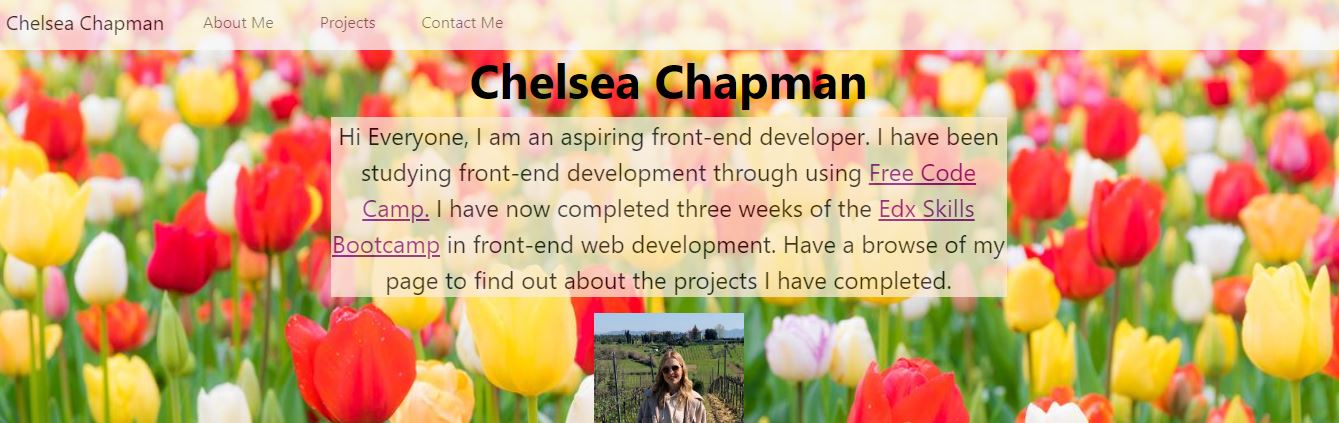 Chelsea Chapman About Me Projects Contact Me
Chelsea Chapman
Hi Everyone, I am an aspiring front-end developer. I have been
studying front-end development through using Free Code
Camp. I have now completed three weeks of the Edx Skills
Bootcamp in front-end web development. Have a browse of my
page to find out about the projects I have completed.